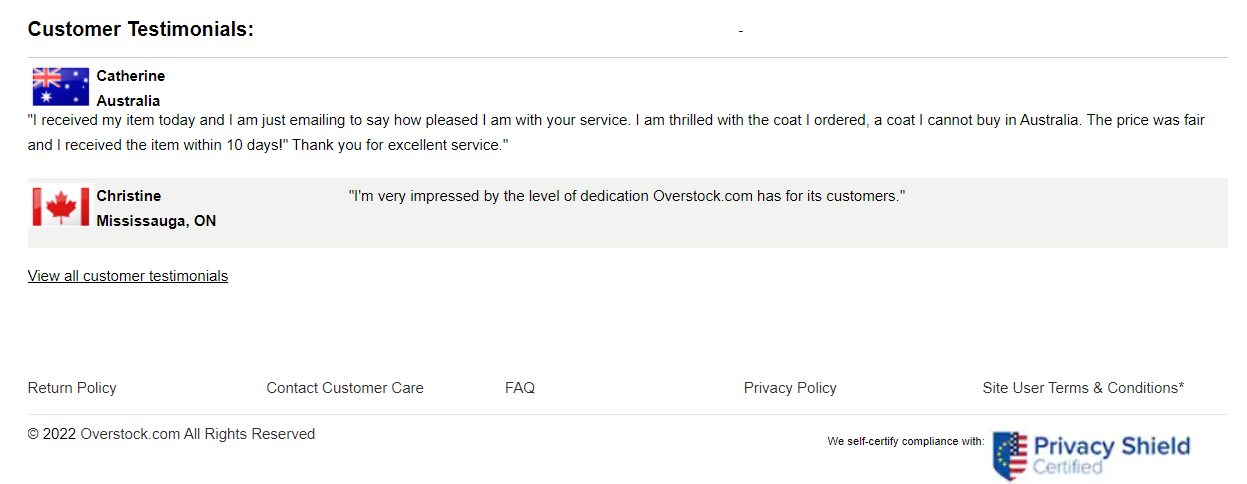 Customer Testimonials:
-
Catherine
Australia
"I received my item today and I am just emailing to say how pleased I am with your service. I am thrilled with the coat I ordered, a coat I cannot buy in Australia. The price was fair
and I received the item within 10 days!" Thank you for excellent service."
Christine
"I'm very impressed by the level of dedication Overstock.com has for its customers."
Mississauga, ON
View all customer testimonials
Return Policy
Contact Customer Care
FAQ
Privacy Policy
Site User Terms & Conditions*
© 2022 Overstock.com All Rights Reserved
We self-certify compliance with:
Privacy Shield
Certified